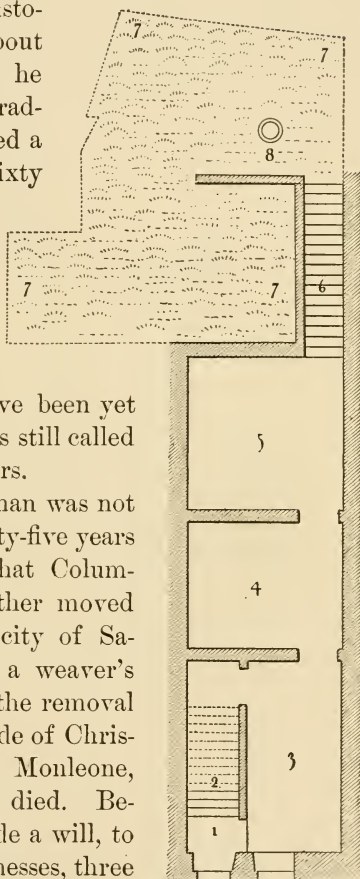 isto-
bout
he
rad-
ed a
ixty
ve been yet
s still called
rs.
man was not
ty-five years
hat Colum-
ther moved
city of Sa-
a weaver's
the removal
de of Chris-
Monleone,
died. Be-
le a will, to
nesses, three
7
7
8
7
7
6
5
4
3
2
1